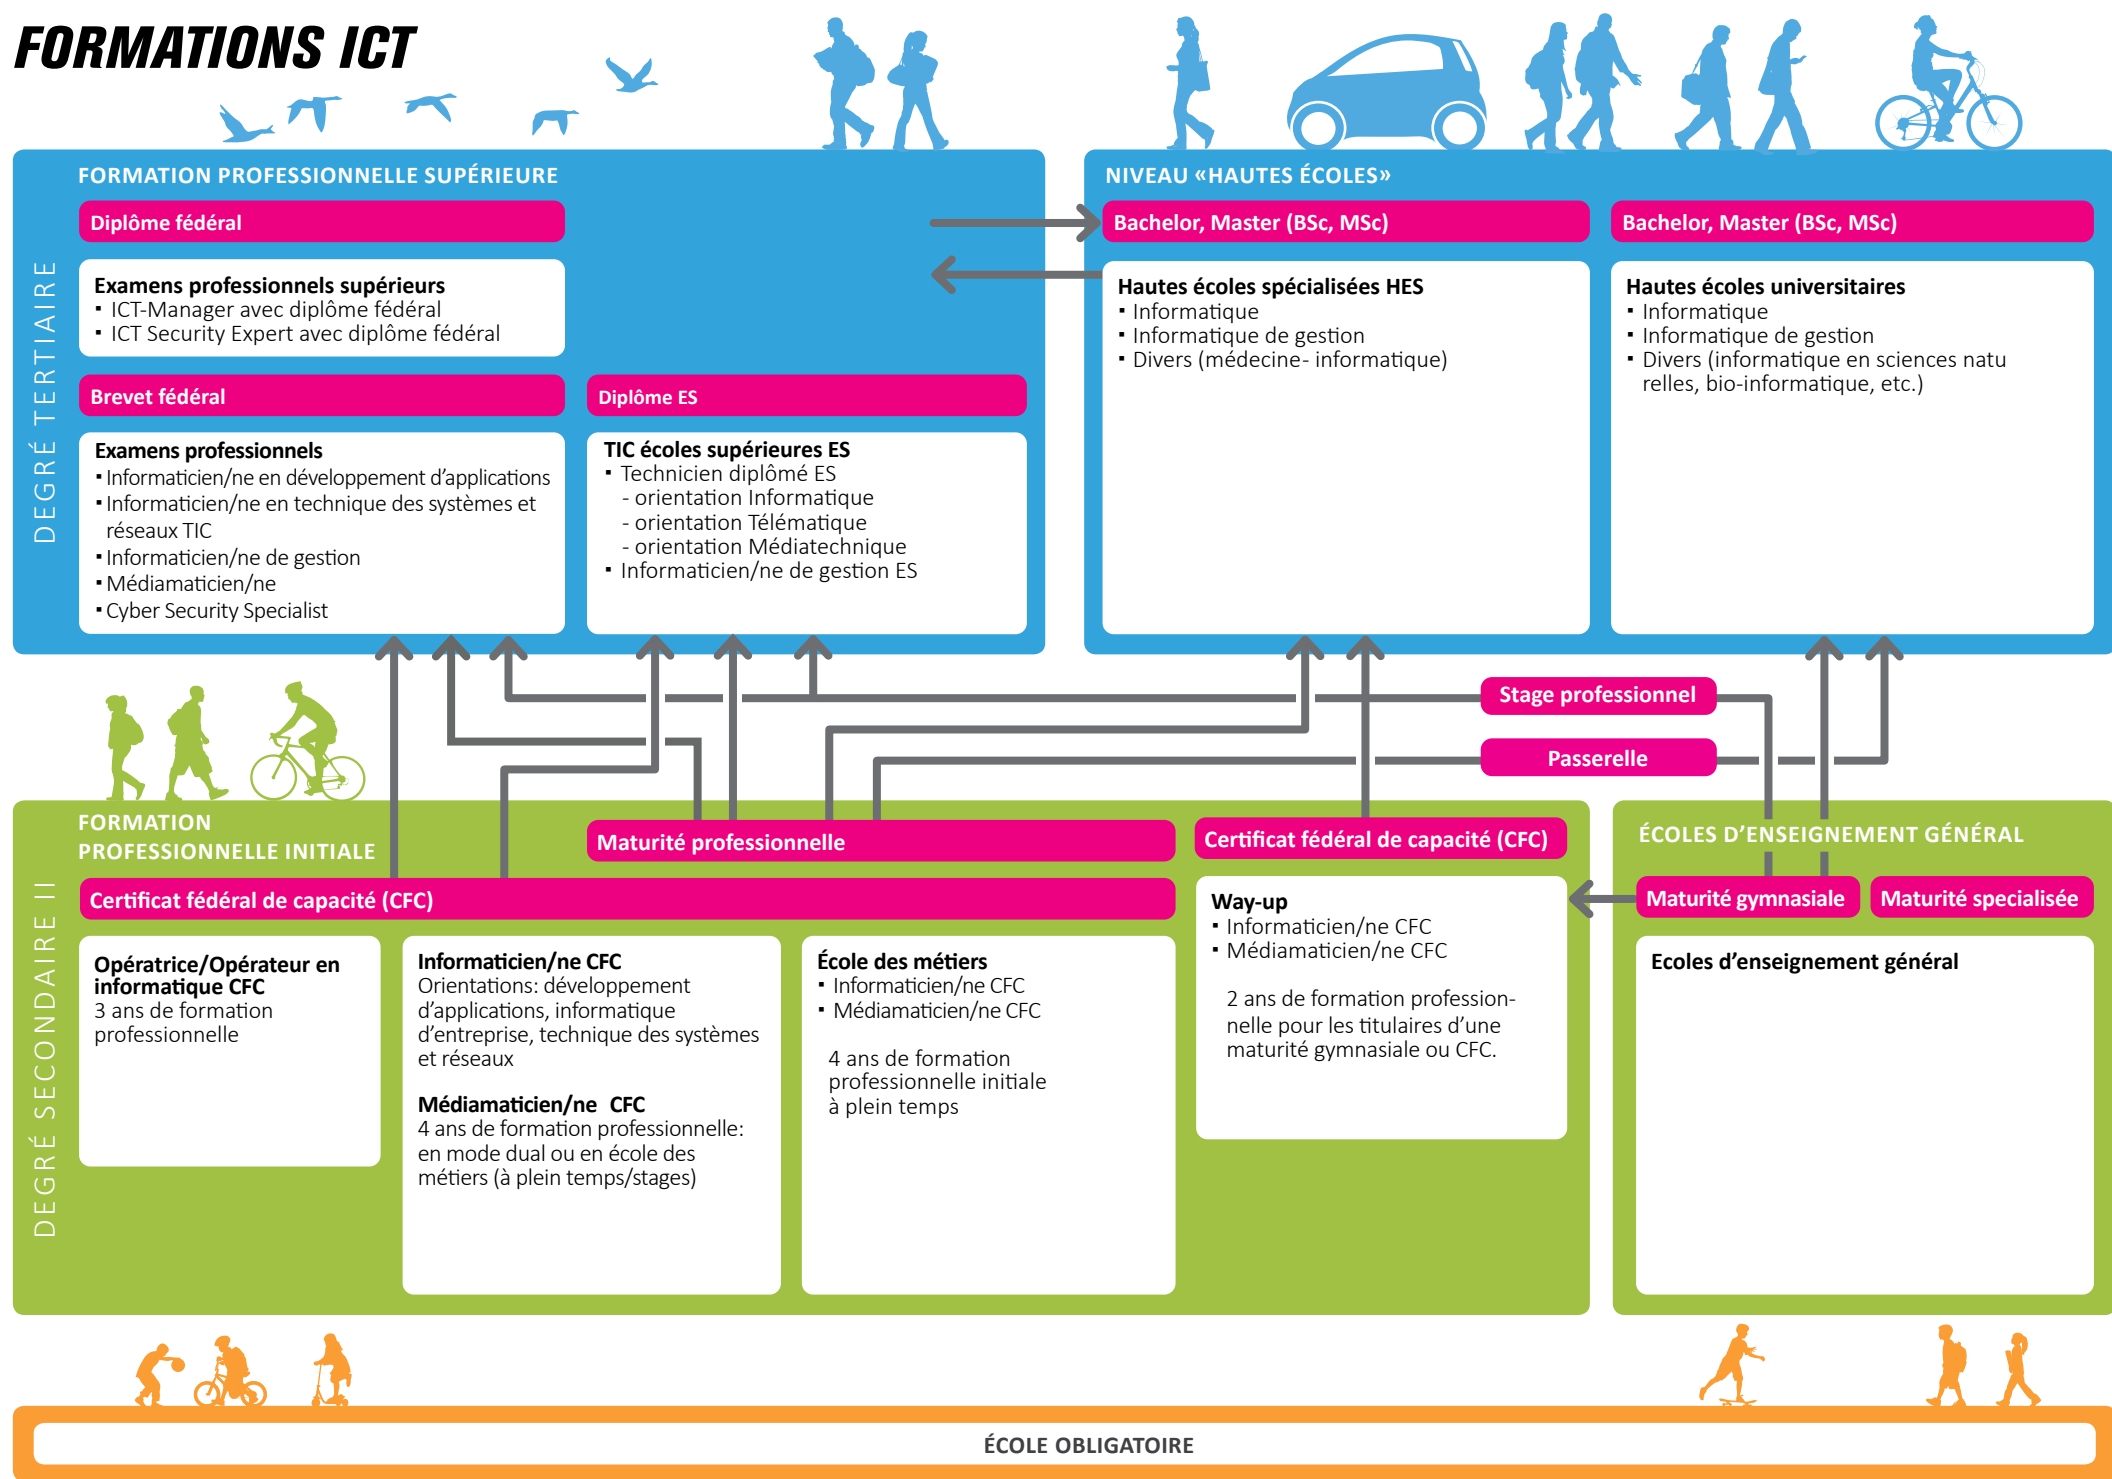 FORMATIONS ICT
DEGRÉ TERTIAIRE
FORMATION PROFESSIONNELLE SUPÉRIEURE
Diplôme fédéral
Examens professionnels supérieurs
▪ ICT-Manager avec diplôme fédéral
▪ ICT Security Expert avec diplôme fédéral
Brevet fédéral
Examens professionnels
▪ Informaticien/ne en développement d’applications
▪ Informaticien/ne en technique des systèmes et
réseaux TIC
▪ Informaticien/ne de gestion
▪ Médiamaticien/ne
▪ Cyber Security Specialist
Diplôme ES
TIC écoles supérieures ES
▪ Technicien diplômé ES
- orientation Informatique
- orientation Télématique
- orientation Médiatechnique
▪ Informaticien/ne de gestion ES
NIVEAU «HAUTES ÉCOLES»
Bachelor, Master (BSc, MSc)
Hautes écoles spécialisées HES
▪ Informatique
▪ Informatique de gestion
▪ Divers (médecine- informatique)
Bachelor, Master (BSc, MSc)
Hautes écoles universitaires
▪ Informatique
▪ Informatique de gestion
▪ Divers (informatique en sciences natu
relles, bio-informatique, etc.)
Stage professionnel
Passerelle
DEGRÉ SECONDAIRE II
FORMATION
PROFESSIONNELLE INITIALE
Maturité professionnelle
Certificat fédéral de capacité (CFC)
Opératrice/Opérateur en
informatique CFC
3 ans de formation
professionnelle
Informaticien/ne CFC
Orientations: développement
d’applications, informatique
d’entreprise, technique des systèmes
et réseaux
Médiamaticien/ne CFC
4 ans de formation professionnelle:
en mode dual ou en école des
métiers (à plein temps/stages)
École des métiers
▪ Informaticien/ne CFC
▪ Médiamaticien/ne CFC
4 ans de formation
professionnelle initiale
à plein temps
Certificat fédéral de capacité (CFC)
Way-up
▪ Informaticien/ne CFC
▪ Médiamaticien/ne CFC
2 ans de formation profession-
nelle pour les titulaires d’une
maturité gymnasiale ou CFC.
ÉCOLES D’ENSEIGNEMENT GÉNÉRAL
Maturité gymnasiale
Maturité specialisée
Ecoles d’enseignement général
ÉCOLE OBLIGATOIRE